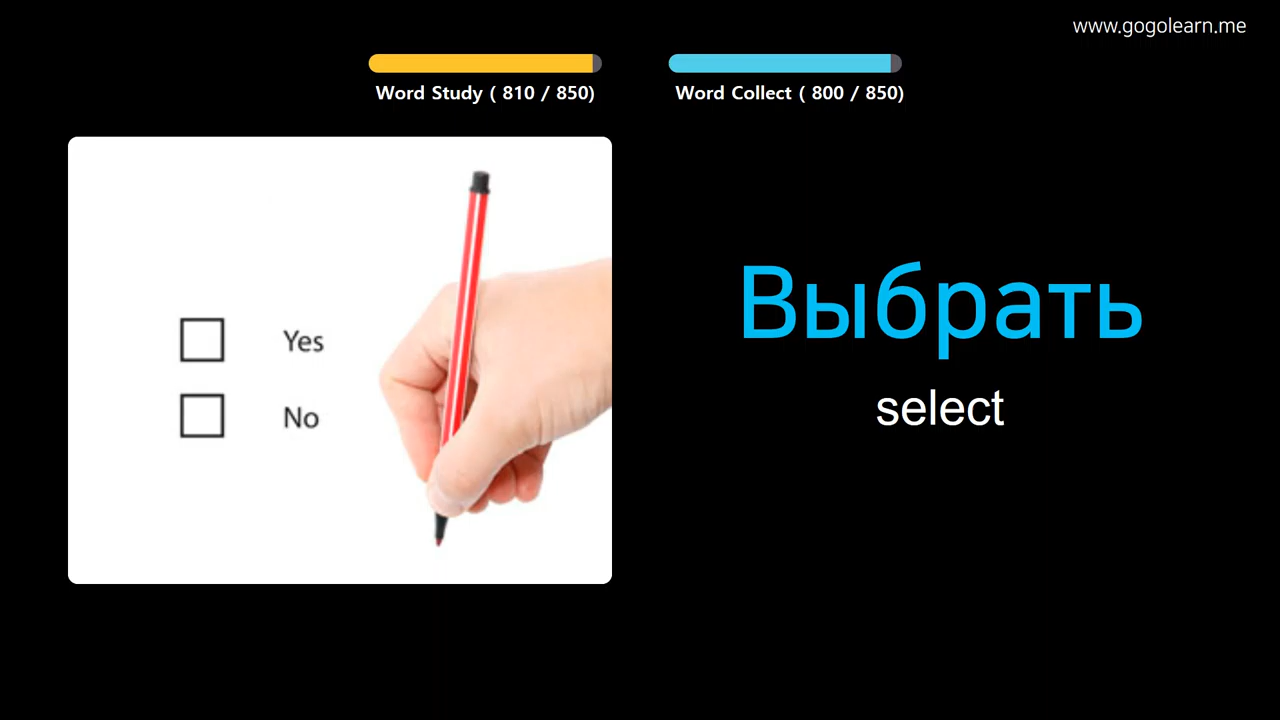 www.gogolearn.me
Word Study ( 810 / 850)
Word Collect ( 800 / 850)
Yes
No
Выбрать
select